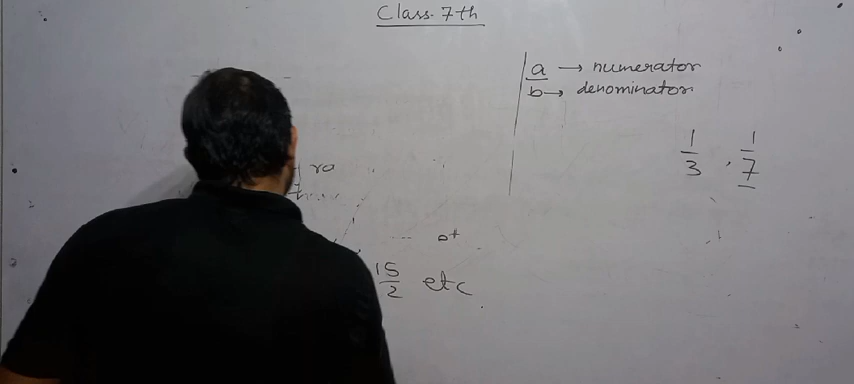 Class. 7th
a → numerator
b → denominator
1/3, 1/7
15/2 etc